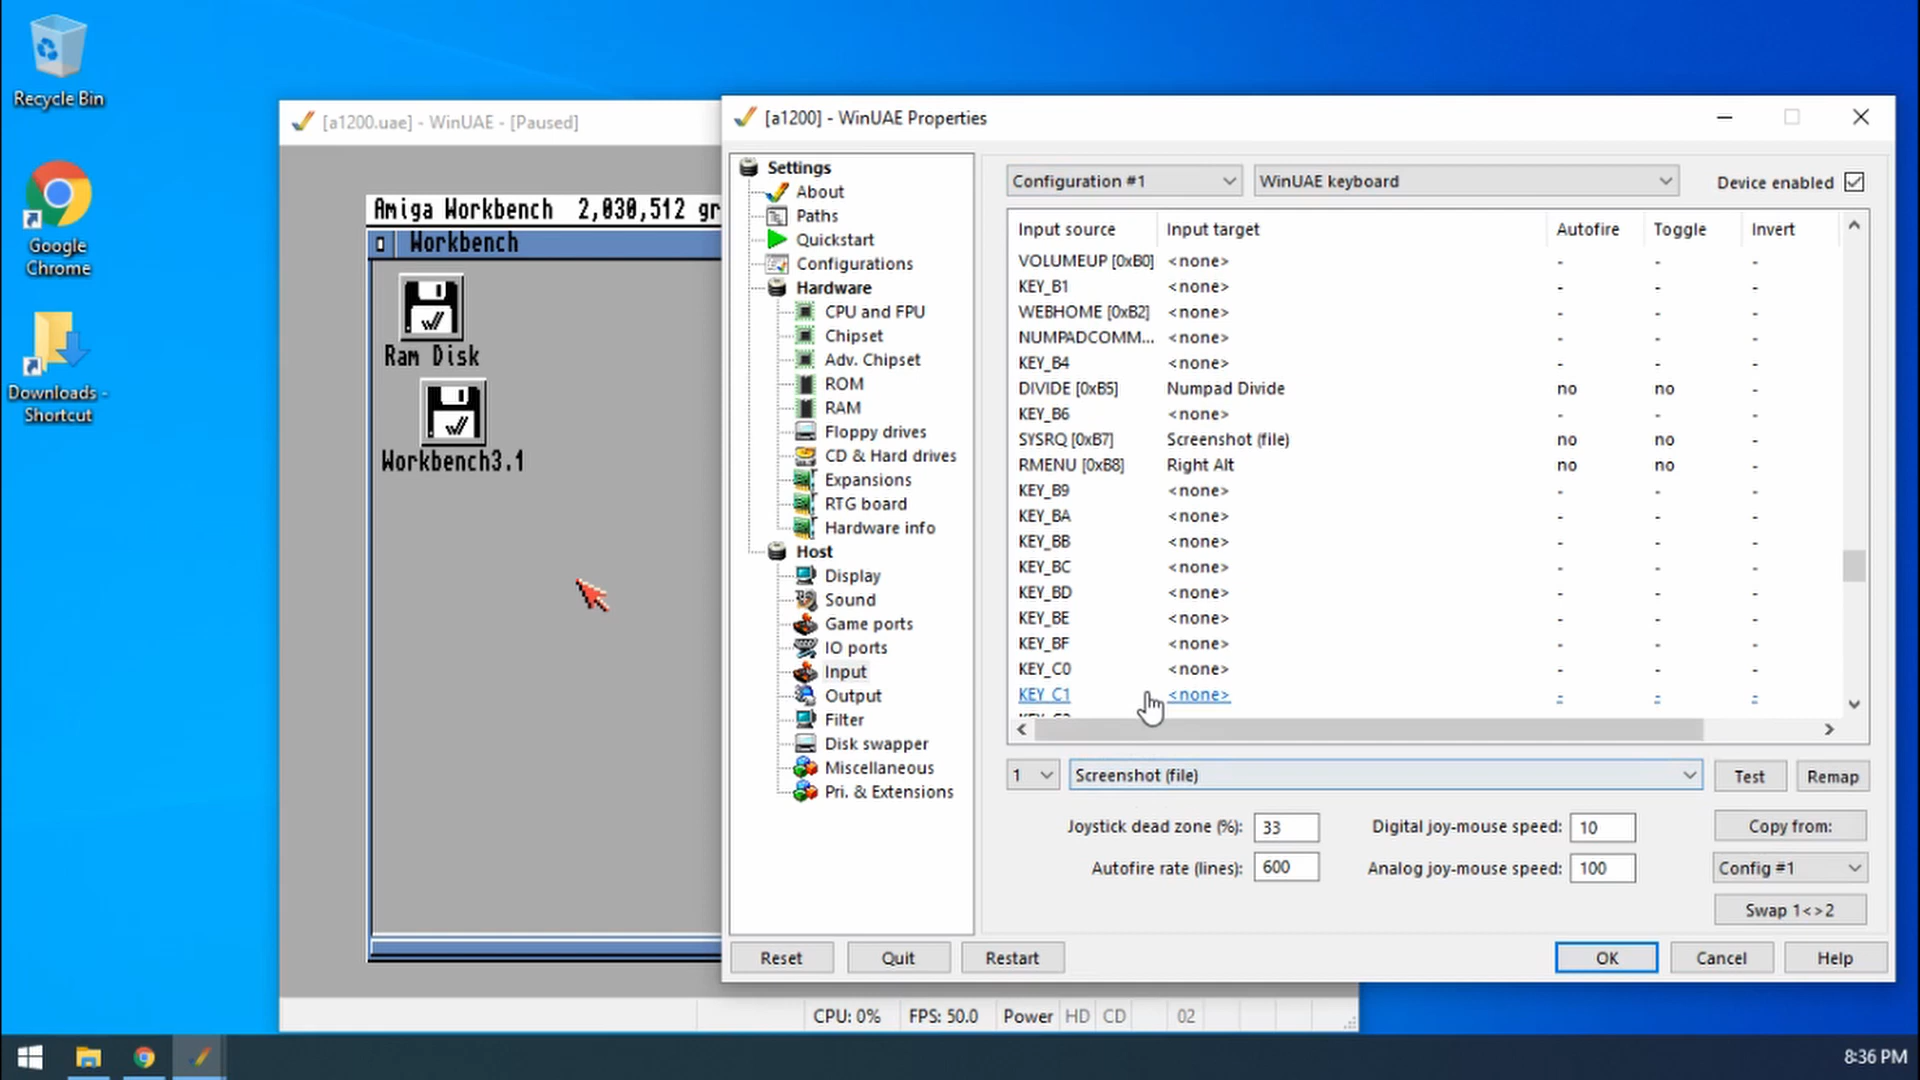 Recycle Bin
Google
Chrome
Downloads -
Shortcut
[a1200.uae] - WinUAE - [Paused]
Amiga Workbench 2,030,512 gr
Workbench
Ram Disk
Workbench3.1
CPU: 0%
FPS: 50.0
Power
HD
CD
02
[a1200] - WinUAE Properties
Settings
About
Paths
Quickstart
Configurations
Hardware
CPU and FPU
Chipset
Adv. Chipset
ROM
RAM
Floppy drives
CD & Hard drives
Expansions
RTG board
Hardware info
Host
Display
Sound
Game ports
IO ports
Input
Output
Filter
Disk swapper
Miscellaneous
Pri. & Extensions
Configuration #1
WinUAE keyboard
Device enabled
Input source Input target Autofire Toggle Invert
VOLUMEUP [0xB0] <none> - - -
KEY_B1 <none> - - -
WEBHOME [0xB2] <none> - - -
NUMPADCOMM... <none> - - -
KEY_B4 <none> - - -
DIVIDE [0xB5] Numpad Divide no no -
KEY_B6 <none> - - -
SYSRQ [0xB7] Screenshot (file) no no -
RMENU [0xB8] Right Alt no no -
KEY_B9 <none> - - -
KEY_BA <none> - - -
KEY_BB <none> - - -
KEY_BC <none> - - -
KEY_BD <none> - - -
KEY_BE <none> - - -
KEY_BF <none> - - -
KEY_C0 <none> - - -
KEY_C1 <none> - - -
1
Screenshot (file)
Test
Remap
Joystick dead zone (%): 33
Digital joy-mouse speed: 10
Copy from:
Autofire rate (lines): 600
Analog joy-mouse speed: 100
Config #1
Swap 1<>2
Reset
Quit
Restart
OK
Cancel
Help
8:36 PM